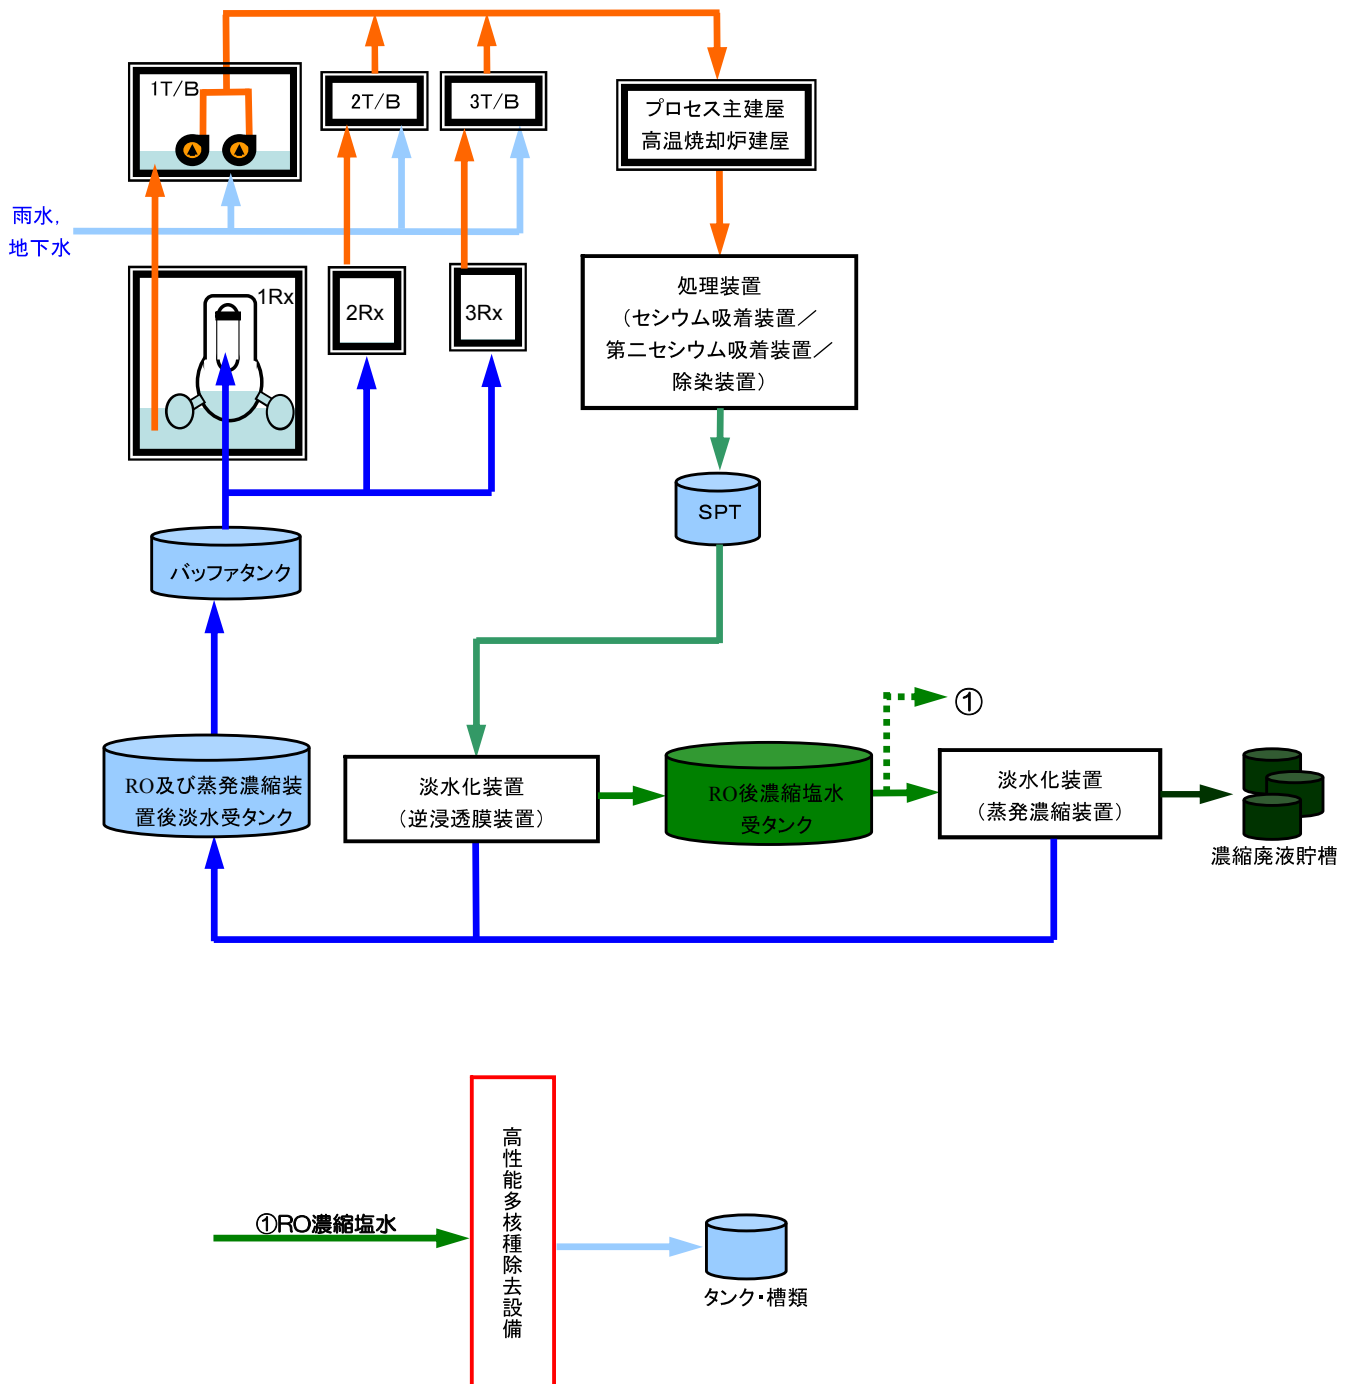 1T/B
2T/B
3T/B
プロセス主建屋
高温焼却炉建屋
雨水,
地下水
1Rx
2Rx
3Rx
処理装置
（セシウム吸着装置／
第二セシウム吸着装置／
除染装置）
SPT
バッファタンク
①
RO及び蒸発濃縮装
置後淡水受タンク
淡水化装置
（逆浸透膜装置）
RO後濃縮塩水
受タンク
淡水化装置
（蒸発濃縮装置）
濃縮廃液貯槽
高性能多核種除去設備
①RO濃縮塩水
タンク・槽類